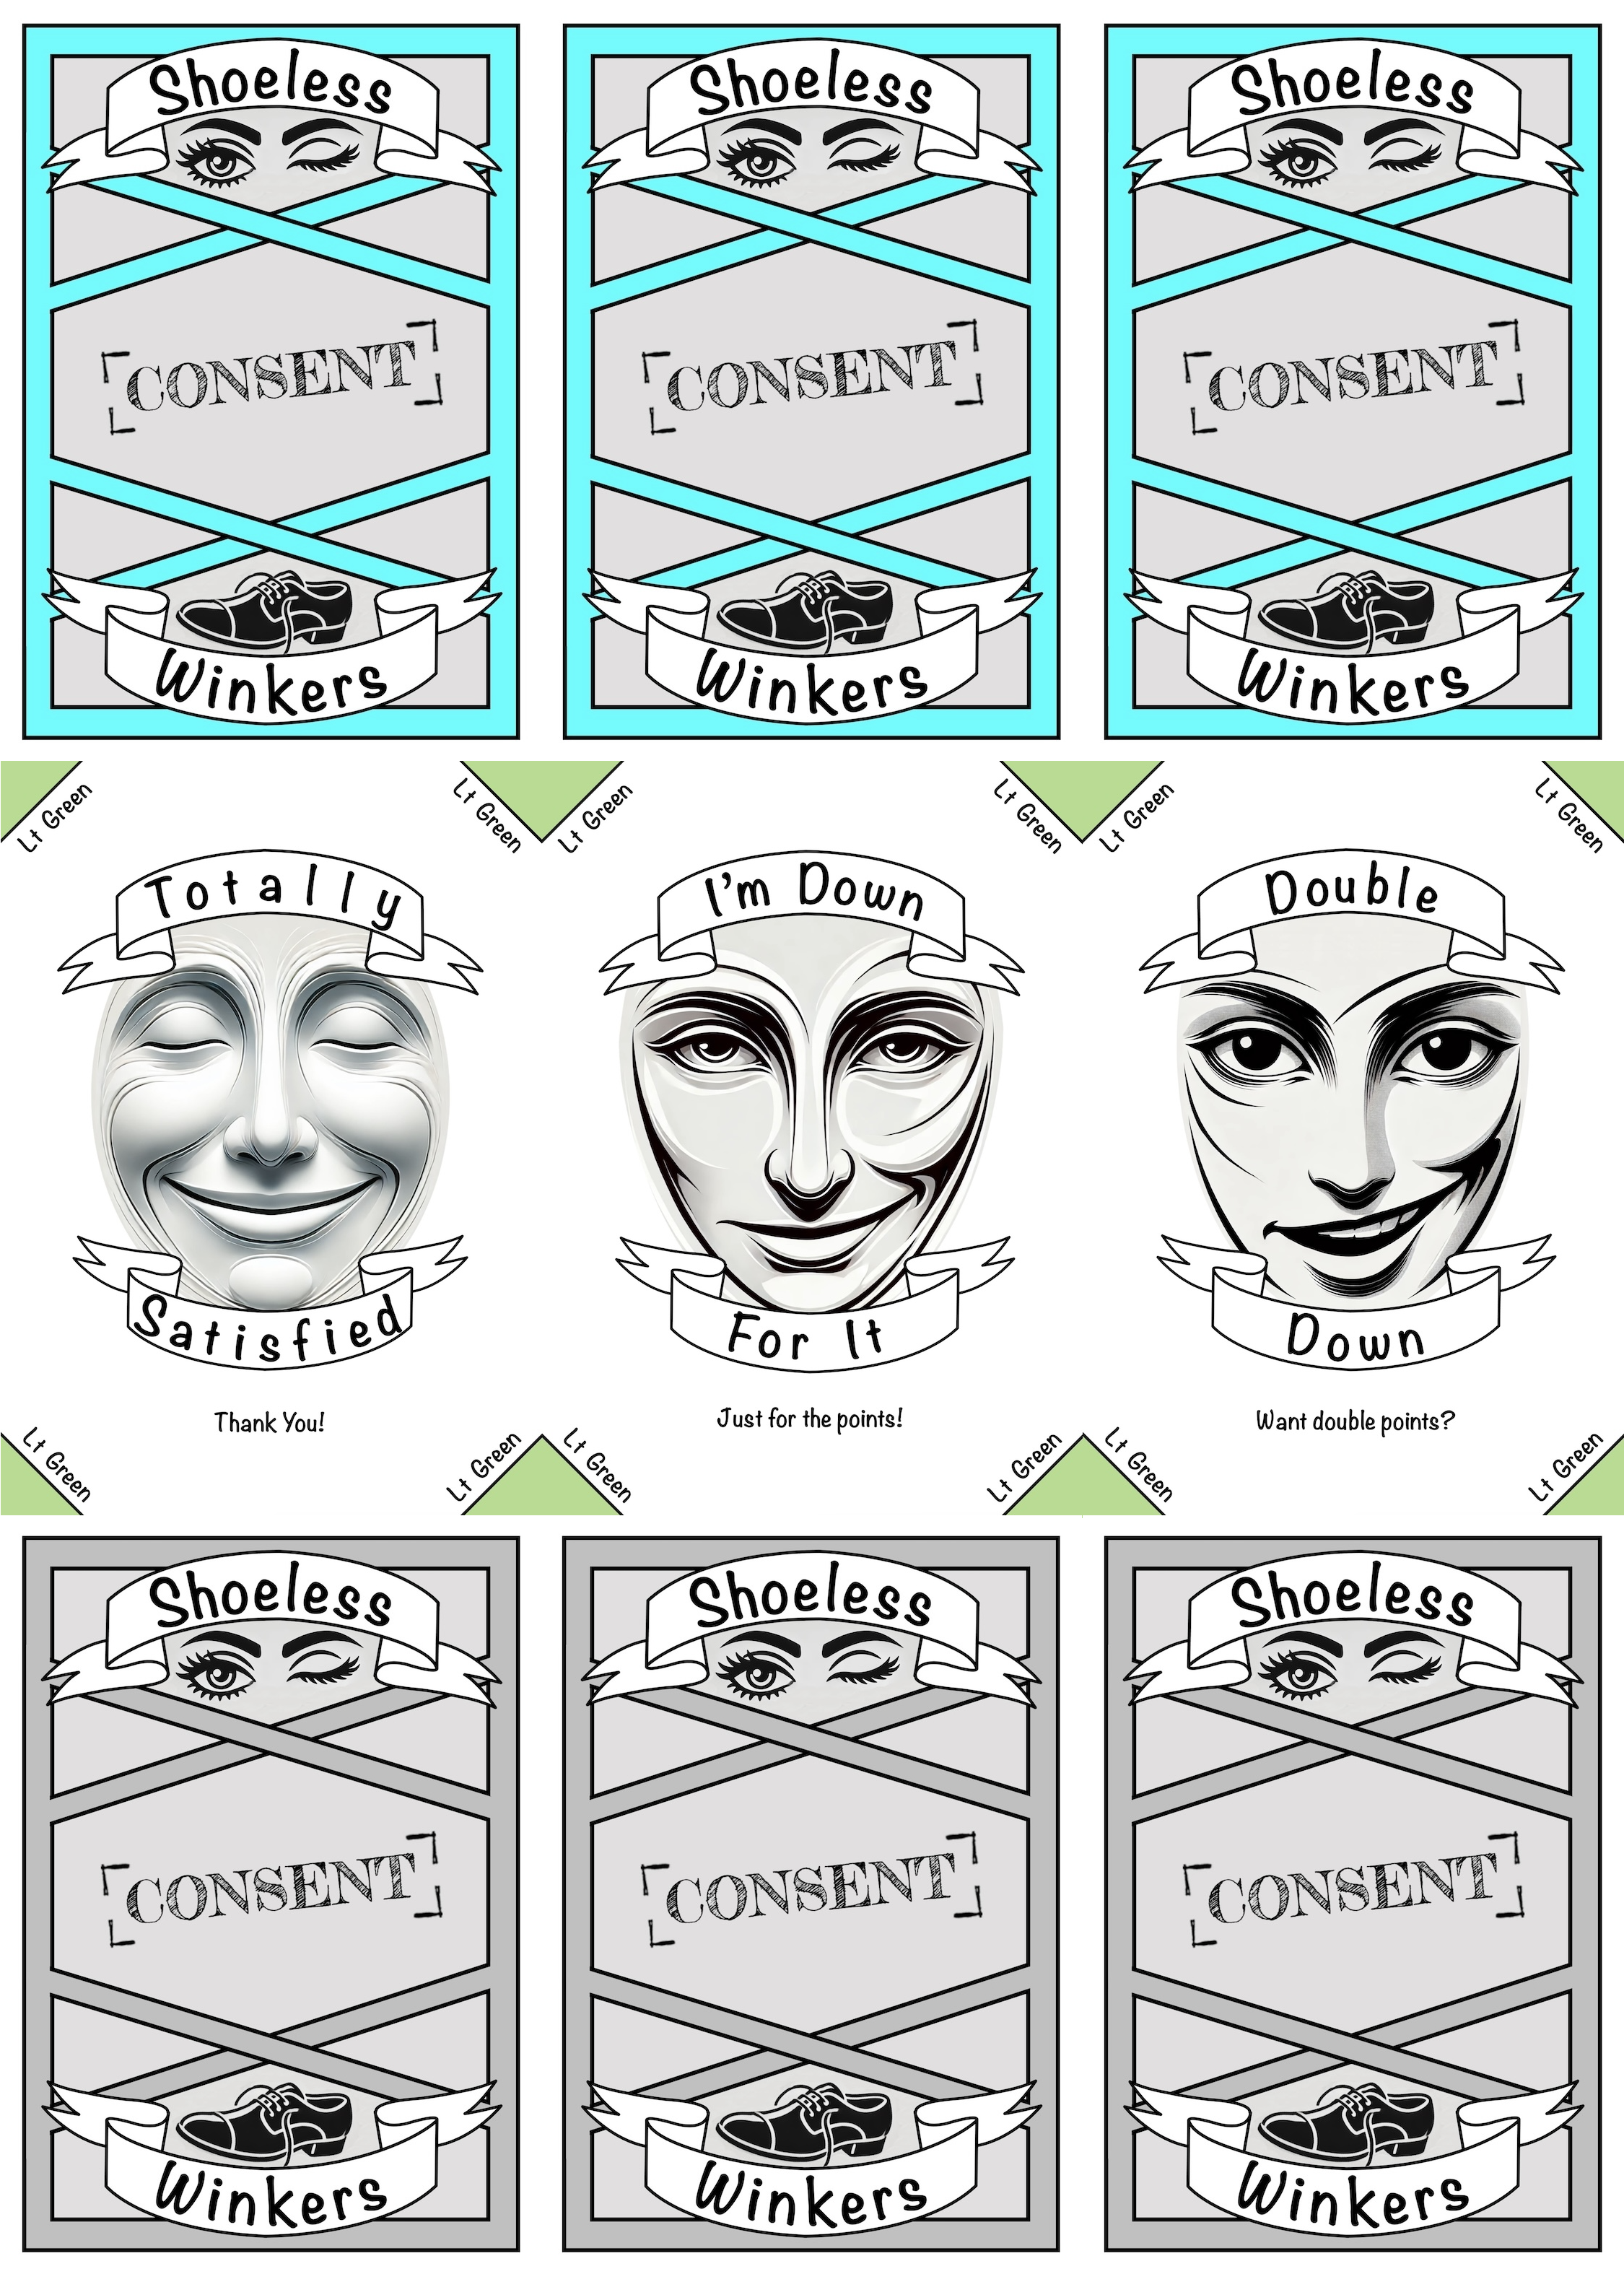 Shoeless
CONSENT
Winkers
Shoeless
CONSENT
Winkers
Shoeless
CONSENT
Winkers
Lt Green
Lt Green
Totally
Satisfied
Thank You!
Lt Green
Lt Green
Lt Green
Lt Green
I'm Down
For It
Just for the points!
Lt Green
Lt Green
Lt Green
Lt Green
Double
Down
Want double points?
Lt Green
Lt Green
Shoeless
CONSENT
Winkers
Shoeless
CONSENT
Winkers
Shoeless
CONSENT
Winkers